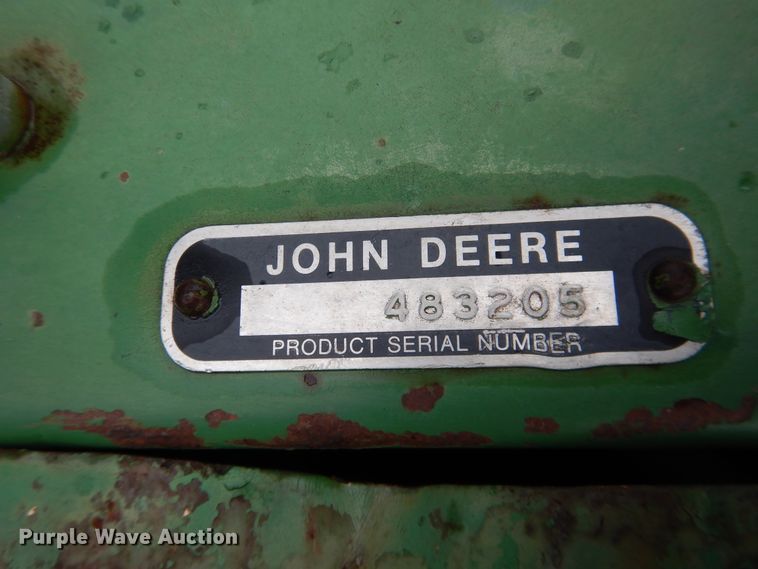 JOHN DEERE
483205
PRODUCT SERIAL NUMBER
Purple Wave Auction